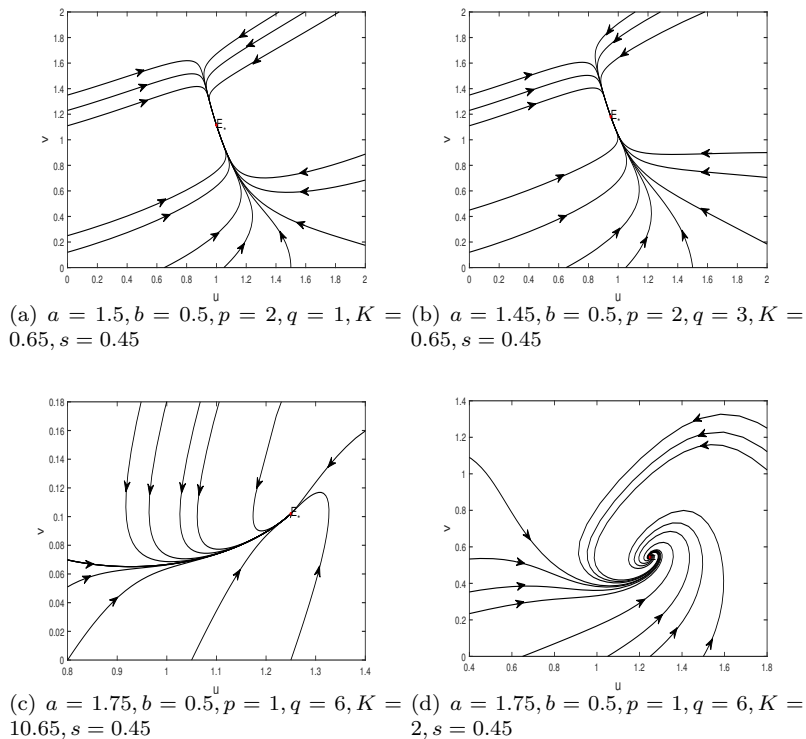 2
1.8
1.6
1.4
1.2
1
0.8
0.6
0.4
0.2
0
v
E*
0 0.2 0.4 0.6 0.8 1 1.2 1.4 1.6 1.8 2
u
2
1.8
1.6
1.4
1.2
1
0.8
0.6
0.4
0.2
0
v
E*
0 0.2 0.4 0.6 0.8 1 1.2 1.4 1.6 1.8 2
u
(a) a = 1.5, b = 0.5, p = 2, q = 1, K =
0.65, s = 0.45
(b) a = 1.45, b = 0.5, p = 2, q = 3, K =
0.65, s = 0.45
0.18
0.16
0.14
0.12
0.1
0.08
0.06
0.04
0.02
0
v
E*
0.8 0.9 1 1.1 1.2 1.3 1.4
u
1.4
1.2
1
0.8
0.6
0.4
0.2
0
v
0.4 0.6 0.8 1 1.2 1.4 1.6 1.8
u
(c) a = 1.75, b = 0.5, p = 1, q = 6, K =
10.65, s = 0.45
(d) a = 1.75, b = 0.5, p = 1, q = 6, K =
2, s = 0.45